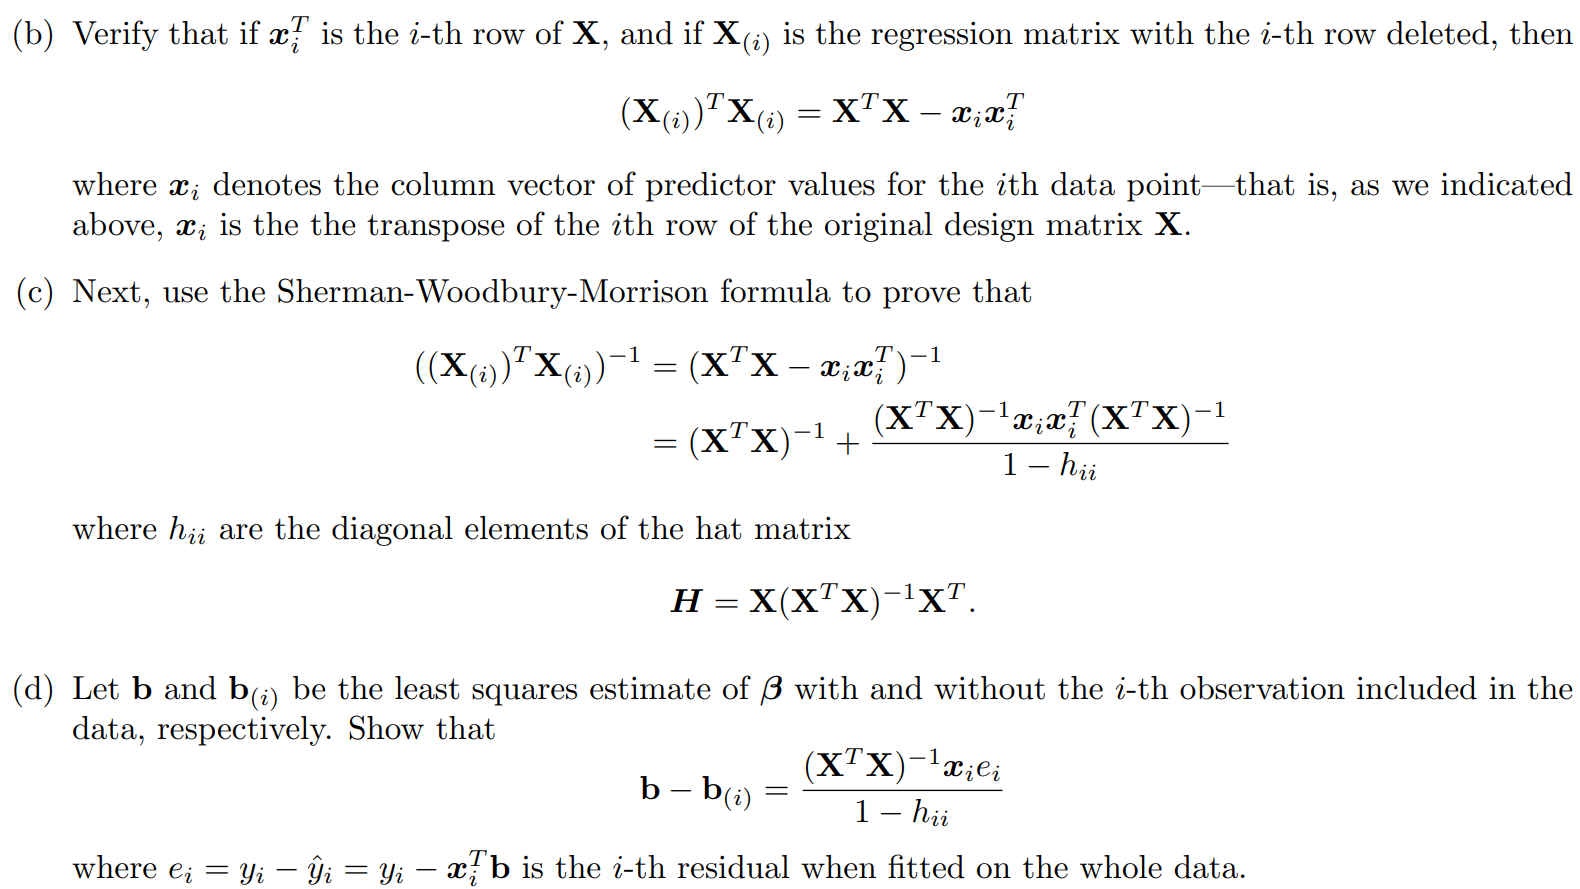 (b) Verify that if $\boldsymbol{x}_i^T$ is the $i$-th row of $\mathbf{X}$, and if $\mathbf{X}_{(i)}$ is the regression matrix with the $i$-th row deleted, then
$(\mathbf{X}_{(i)})^T\mathbf{X}_{(i)} = \mathbf{X}^T\mathbf{X} - \boldsymbol{x}_i\boldsymbol{x}_i^T$
where $\boldsymbol{x}_i$ denotes the column vector of predictor values for the $i$th data point—that is, as we indicated
above, $\boldsymbol{x}_i$ is the the transpose of the $i$th row of the original design matrix $\mathbf{X}$.
(c) Next, use the Sherman-Woodbury-Morrison formula to prove that
$((\mathbf{X}_{(i)})^T\mathbf{X}_{(i)})^{-1} = (\mathbf{X}^T\mathbf{X} - \boldsymbol{x}_i\boldsymbol{x}_i^T)^{-1}$
$= (\mathbf{X}^T\mathbf{X})^{-1} + \frac{(\mathbf{X}^T\mathbf{X})^{-1}\boldsymbol{x}_i\boldsymbol{x}_i^T(\mathbf{X}^T\mathbf{X})^{-1}}{1 - h_{ii}}$
where $h_{ii}$ are the diagonal elements of the hat matrix
$\boldsymbol{H} = \mathbf{X}(\mathbf{X}^T\mathbf{X})^{-1}\mathbf{X}^T.$
(d) Let $\mathbf{b}$ and $\mathbf{b}_{(i)}$ be the least squares estimate of $\boldsymbol{\beta}$ with and without the $i$-th observation included in the
data, respectively. Show that
$\mathbf{b} - \mathbf{b}_{(i)} = \frac{(\mathbf{X}^T\mathbf{X})^{-1}\boldsymbol{x}_i e_i}{1 - h_{ii}}$
where $e_i = y_i - \hat{y}_i = y_i - \boldsymbol{x}_i^T\mathbf{b}$ is the $i$-th residual when fitted on the whole data.